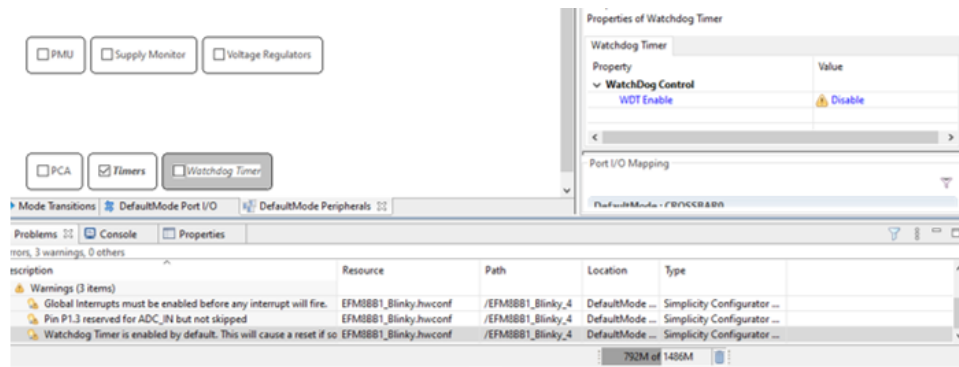 PMU
Supply Monitor
Voltage Regulators
PCA
Timers
Watchdog Timer
Mode Transitions
DefaultMode Port I/O
DefaultMode Peripherals
Properties of Watchdog Timer
Watchdog Timer
Property Value
WatchDog Control
WDT Enable Disable
Port I/O Mapping
DefaultMode : CROSSBAR0
Problems Console Properties
rrors, 3 warnings, 0 others
escription Resource Path Location Type
Warnings (3 items)
Global Interrupts must be enabled before any interrupt will fire. EFM8BB1_Blinky.hwconf /EFM8BB1_Blinky_4 DefaultMode ... Simplicity Configurator ...
Pin P1.3 reserved for ADC_IN but not skipped EFM8BB1_Blinky.hwconf /EFM8BB1_Blinky_4 DefaultMode ... Simplicity Configurator ...
Watchdog Timer is enabled by default. This will cause a reset if so EFM8BB1_Blinky.hwconf /EFM8BB1_Blinky_4 DefaultMode ... Simplicity Configurator ...
792M of 1486M